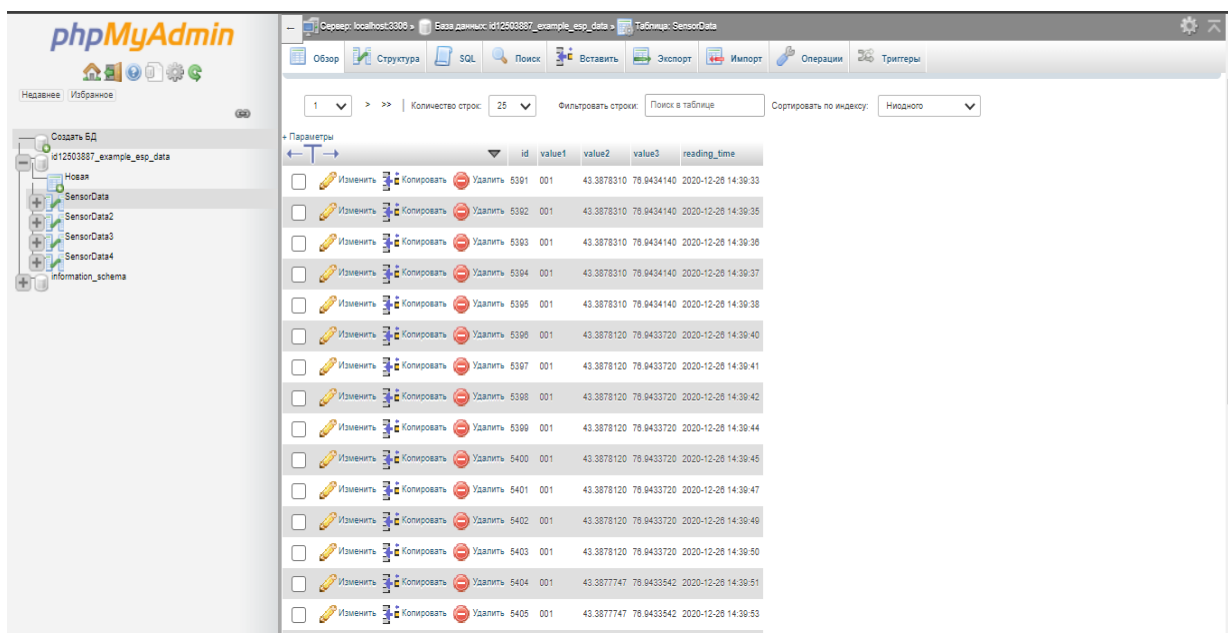 phpMyAdmin
Недавнее Избранное
Создать БД
id12503887_example_esp_data
Новая
SensorData
SensorData2
SensorData3
SensorData4
information_schema
Сервер: localhost:3306 » База данных: id12503887_example_esp_data » Таблица: SensorData
Обзор Структура SQL Поиск Вставить Экспорт Импорт Операции Триггеры
1 > >> | Количество строк: 25 Фильтровать строки: Поиск в таблице Сортировать по индексу: Ниодного
+ Параметры
←T→ id value1 value2 value3 reading_time
Изменить Копировать Удалить 5391 001 43.3878310 76.9434140 2020-12-26 14:39:33
Изменить Копировать Удалить 5392 001 43.3878310 76.9434140 2020-12-26 14:39:35
Изменить Копировать Удалить 5393 001 43.3878310 76.9434140 2020-12-26 14:39:36
Изменить Копировать Удалить 5394 001 43.3878310 76.9434140 2020-12-26 14:39:37
Изменить Копировать Удалить 5395 001 43.3878310 76.9434140 2020-12-26 14:39:38
Изменить Копировать Удалить 5396 001 43.3878120 76.9433720 2020-12-26 14:39:40
Изменить Копировать Удалить 5397 001 43.3878120 76.9433720 2020-12-26 14:39:41
Изменить Копировать Удалить 5398 001 43.3878120 76.9433720 2020-12-26 14:39:42
Изменить Копировать Удалить 5399 001 43.3878120 76.9433720 2020-12-26 14:39:44
Изменить Копировать Удалить 5400 001 43.3878120 76.9433720 2020-12-26 14:39:45
Изменить Копировать Удалить 5401 001 43.3878120 76.9433720 2020-12-26 14:39:47
Изменить Копировать Удалить 5402 001 43.3878120 76.9433720 2020-12-26 14:39:49
Изменить Копировать Удалить 5403 001 43.3878120 76.9433720 2020-12-26 14:39:50
Изменить Копировать Удалить 5404 001 43.3877747 76.9433542 2020-12-26 14:39:51
Изменить Копировать Удалить 5405 001 43.3877747 76.9433542 2020-12-26 14:39:53